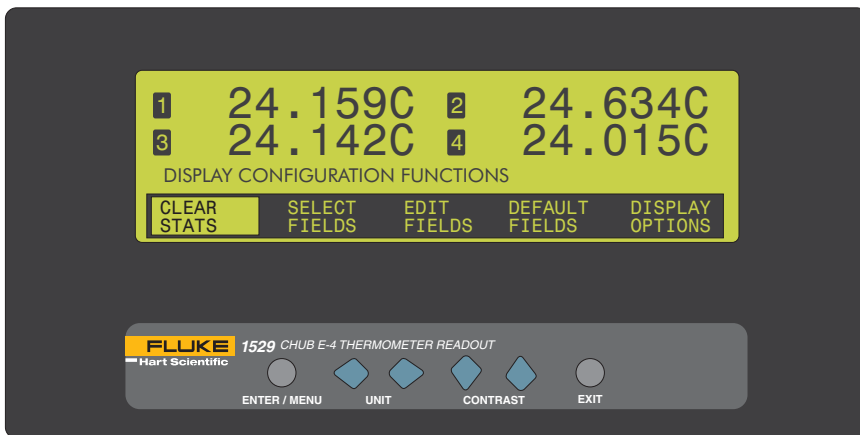 1 24.159C 2 24.634C
3 24.142C 4 24.015C
DISPLAY CONFIGURATION FUNCTIONS
CLEAR SELECT EDIT DEFAULT DISPLAY
STATS FIELDS FIELDS FIELDS OPTIONS
FLUKE 1529 CHUB E-4 THERMOMETER READOUT
Hart Scientific
ENTER / MENU UNIT CONTRAST EXIT